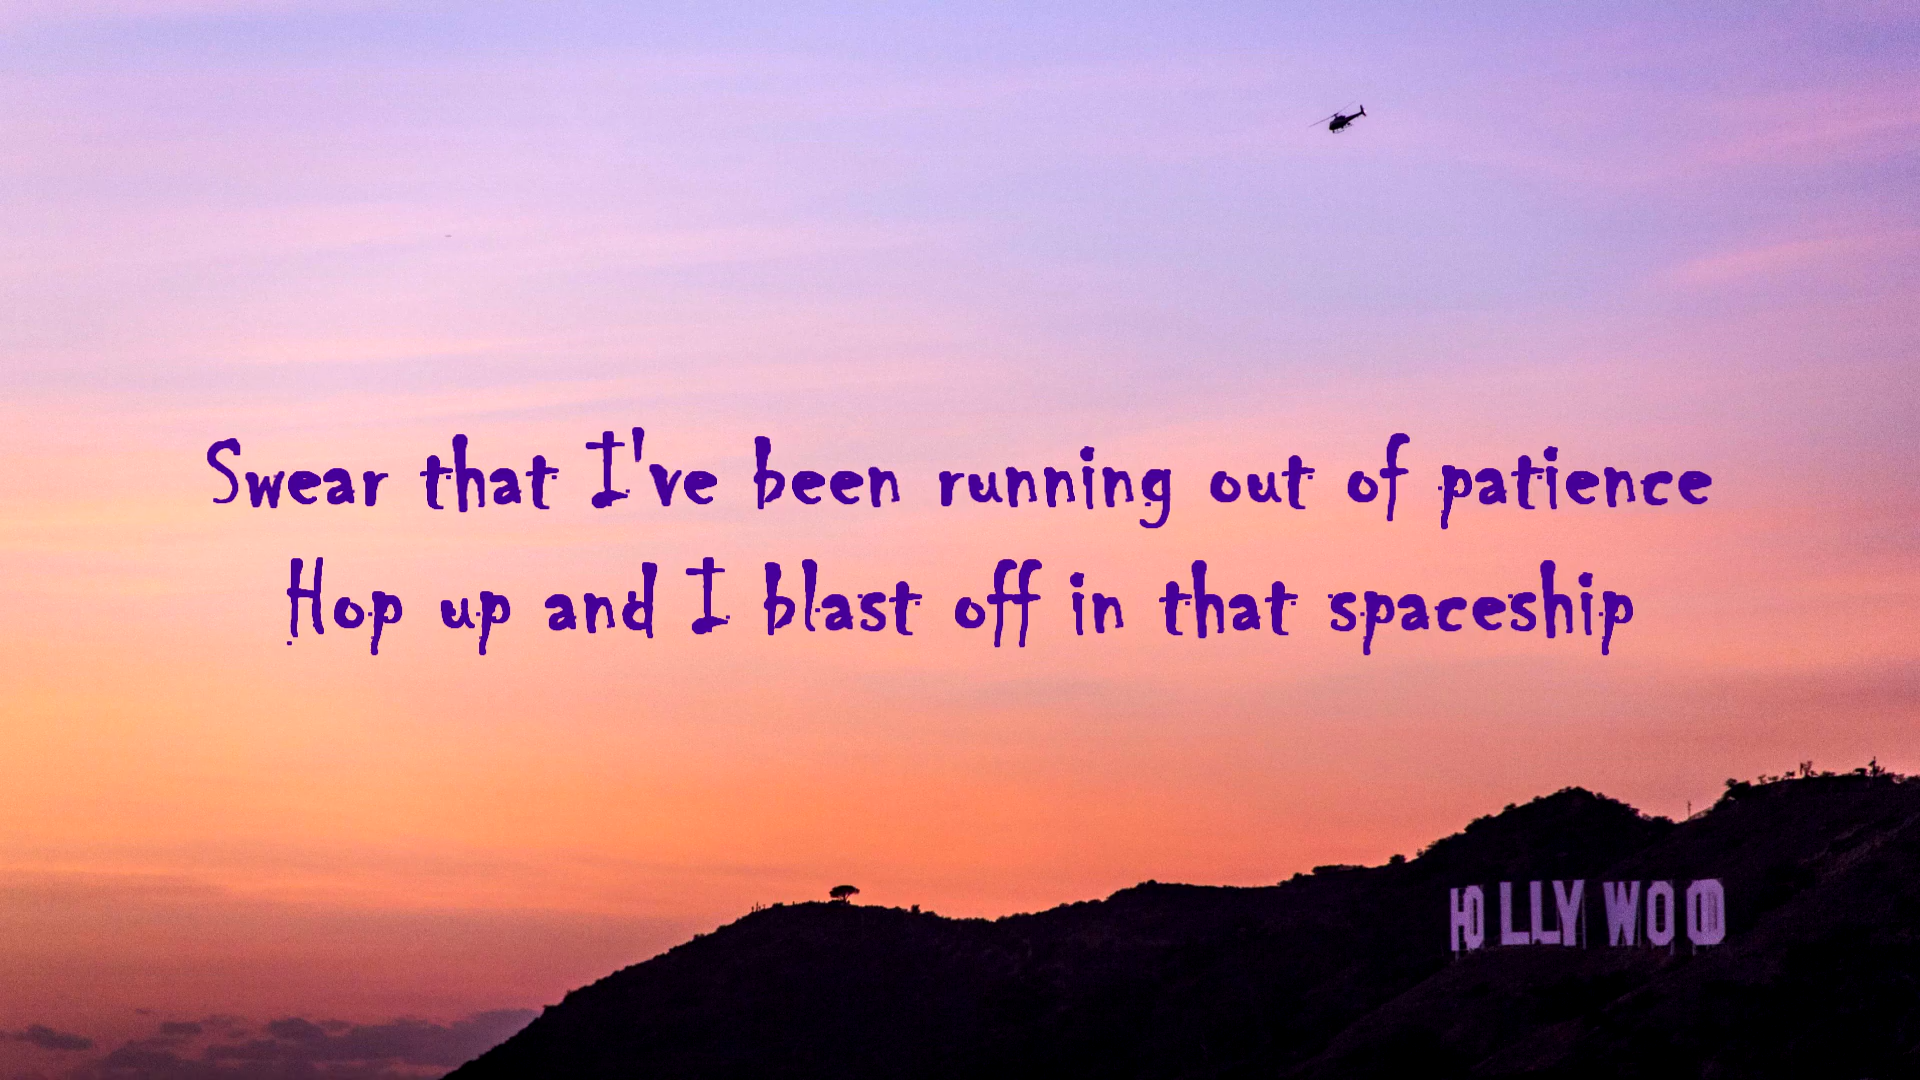 Swear that I've been running out of patience
Hop up and I blast off in that spaceship
HOLLYWOOD